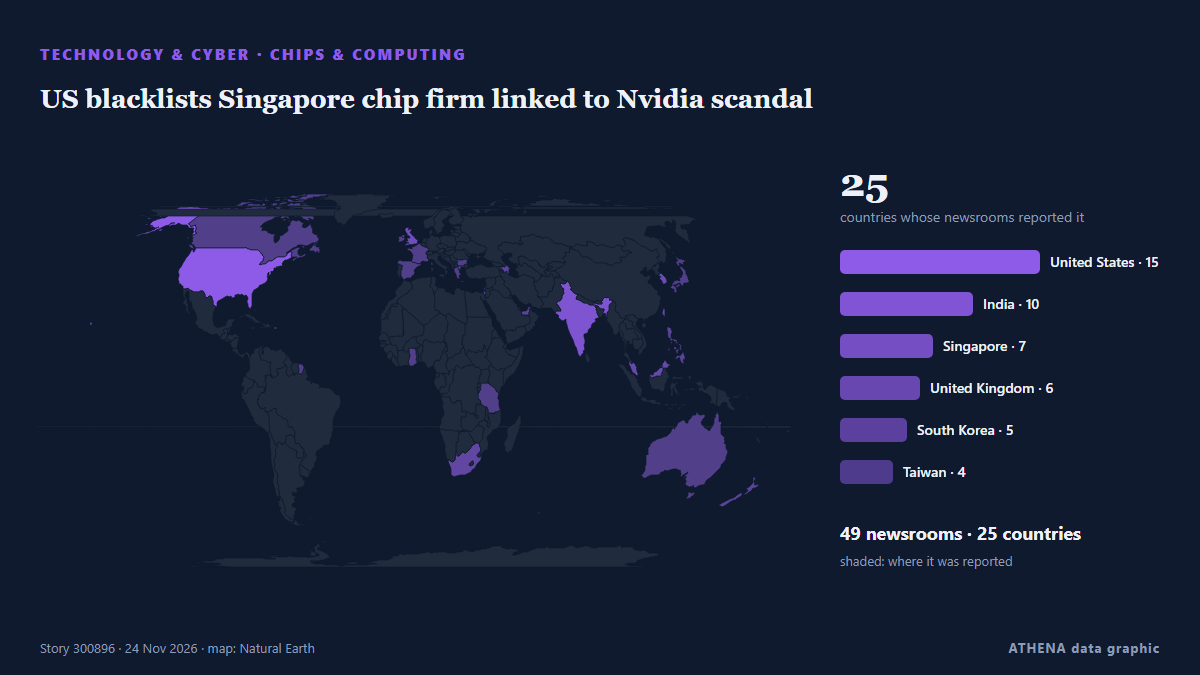 TECHNOLOGY & CYBER · CHIPS & COMPUTING
US blacklists Singapore chip firm linked to Nvidia scandal
25
countries whose newsrooms reported it
United States · 15
India · 10
Singapore · 7
United Kingdom · 6
South Korea · 5
Taiwan · 4
49 newsrooms · 25 countries
shaded: where it was reported
Story 300896 · 24 Nov 2026 · map: Natural Earth
ATHENA data graphic